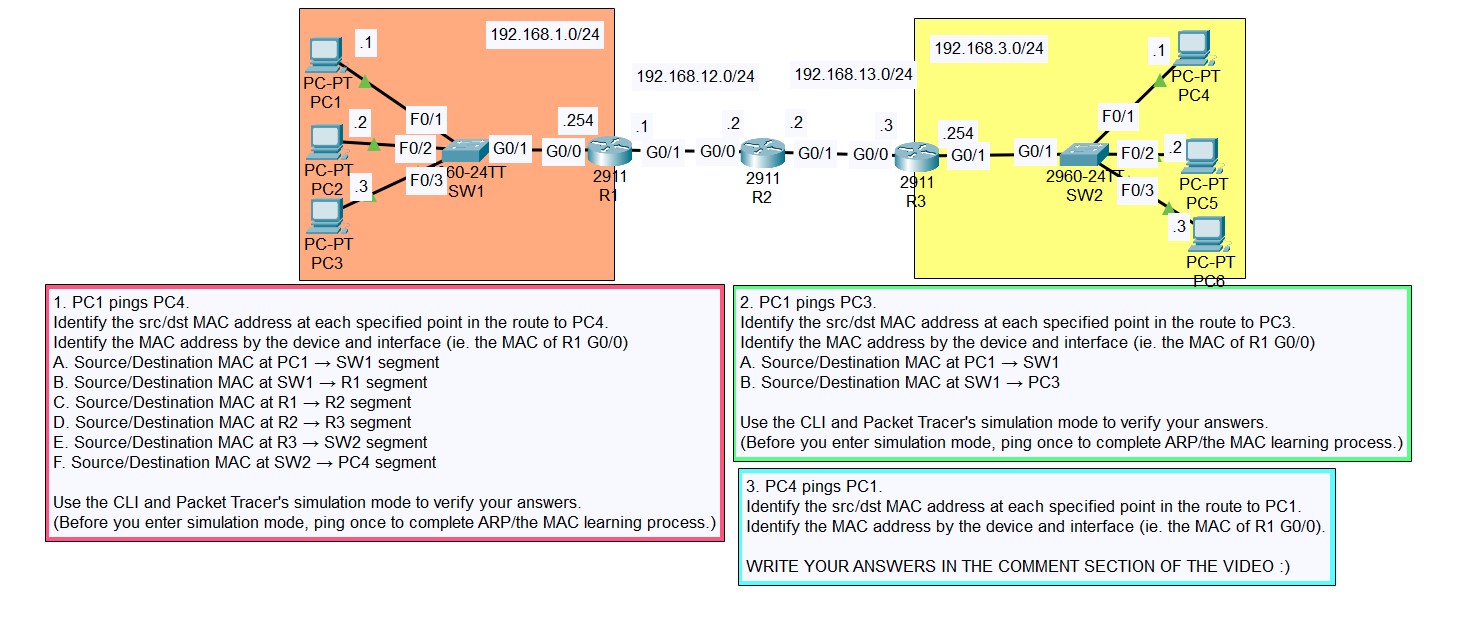 192.168.1.0/24
.1
PC-PT
PC1
F0/1
.2
F0/2
PC-PT
PC2
.3
F0/3
PC-PT
PC3
60-24TT
SW1
G0/1
G0/0
.254
2911
R1
192.168.12.0/24
.1
G0/1
G0/0
.2
2911
R2
192.168.13.0/24
.2
G0/1
G0/0
.3
2911
R3
192.168.3.0/24
.254
G0/1
G0/1
2960-24TT
SW2
F0/1
.1
PC-PT
PC4
F0/2
.2
PC-PT
PC5
F0/3
.3
PC-PT
PC6
1. PC1 pings PC4.
Identify the src/dst MAC address at each specified point in the route to PC4.
Identify the MAC address by the device and interface (ie. the MAC of R1 G0/0)
A. Source/Destination MAC at PC1 → SW1 segment
B. Source/Destination MAC at SW1 → R1 segment
C. Source/Destination MAC at R1 → R2 segment
D. Source/Destination MAC at R2 → R3 segment
E. Source/Destination MAC at R3 → SW2 segment
F. Source/Destination MAC at SW2 → PC4 segment
Use the CLI and Packet Tracer's simulation mode to verify your answers.
(Before you enter simulation mode, ping once to complete ARP/the MAC learning process.)
2. PC1 pings PC3.
Identify the src/dst MAC address at each specified point in the route to PC3.
Identify the MAC address by the device and interface (ie. the MAC of R1 G0/0)
A. Source/Destination MAC at PC1 → SW1
B. Source/Destination MAC at SW1 → PC3
Use the CLI and Packet Tracer's simulation mode to verify your answers.
(Before you enter simulation mode, ping once to complete ARP/the MAC learning process.)
3. PC4 pings PC1.
Identify the src/dst MAC address at each specified point in the route to PC1.
Identify the MAC address by the device and interface (ie. the MAC of R1 G0/0).
WRITE YOUR ANSWERS IN THE COMMENT SECTION OF THE VIDEO :)